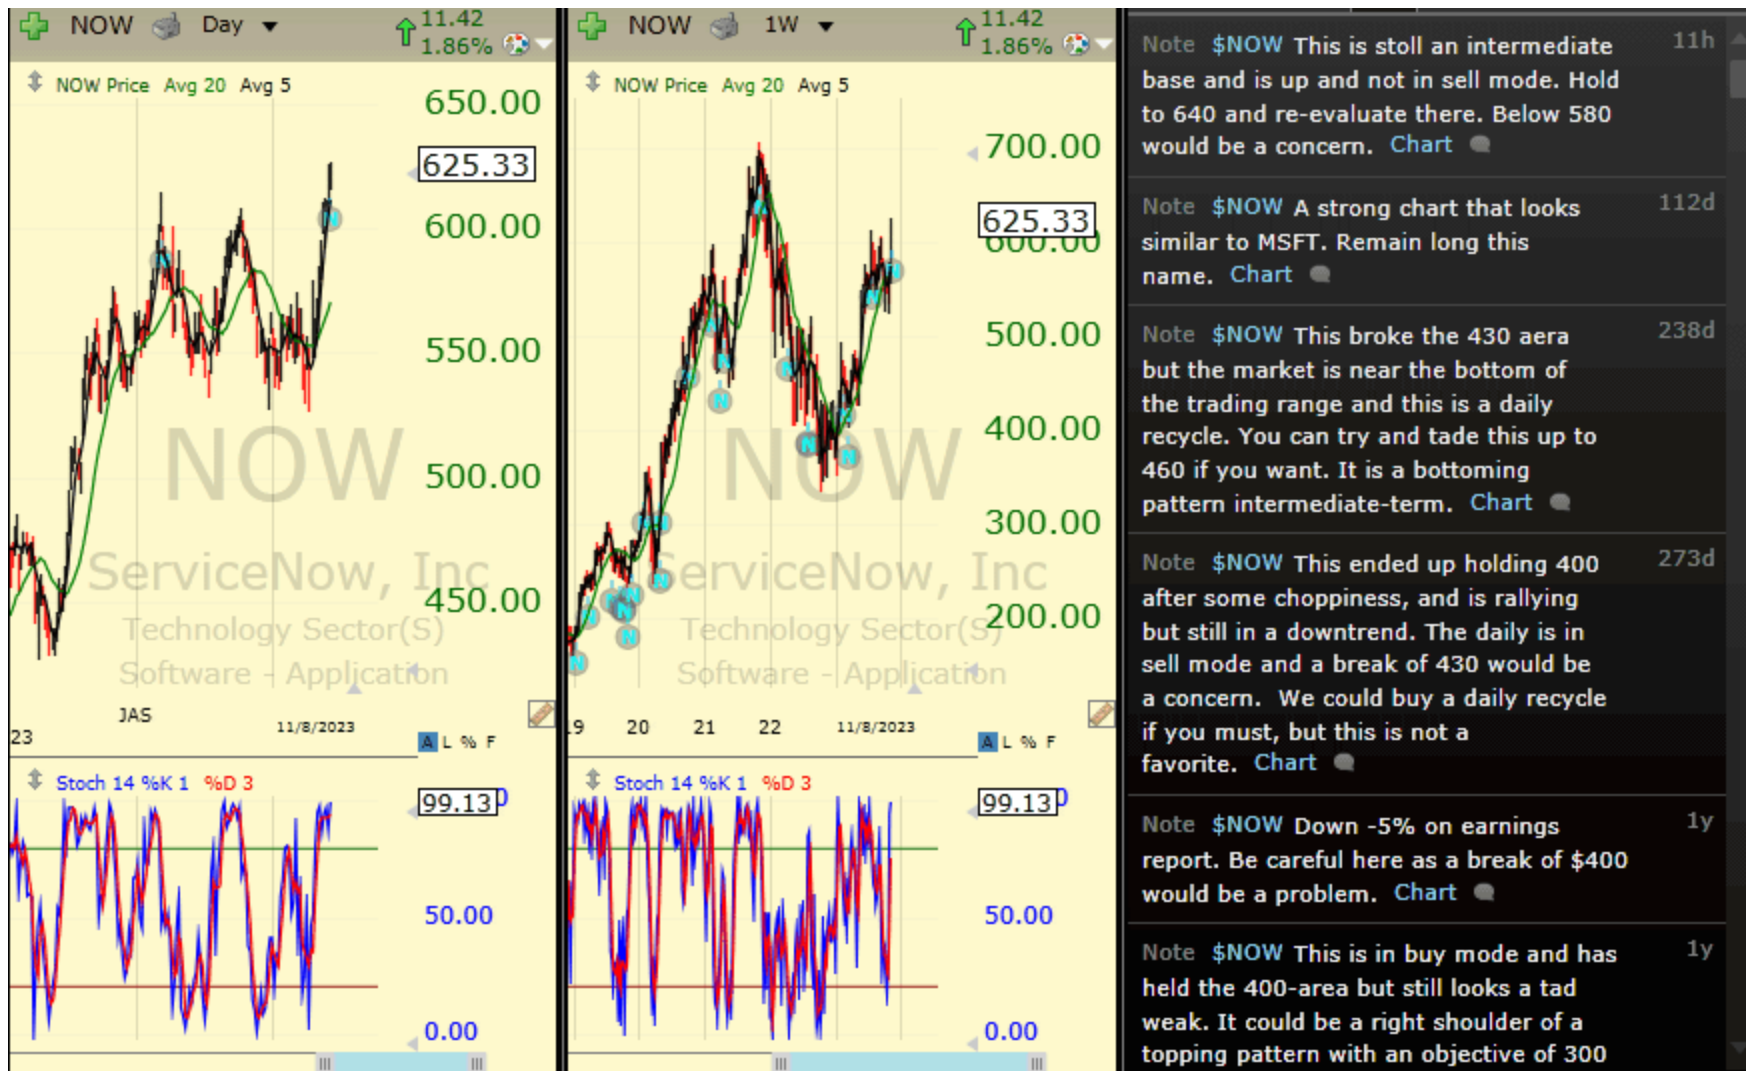 NOW Day 11.42 1.86%
NOW Price Avg 20 Avg 5
650.00
625.33
600.00
550.00
NOW
500.00
ServiceNow, Inc
450.00
Technology Sector(S)
Software - Application
JAS
23 11/8/2023
A L % F
Stoch 14 %K 1 %D 3
99.13
50.00
0.00
NOW 1W 11.42 1.86%
NOW Price Avg 20 Avg 5
700.00
625.33
600.00
500.00
400.00
NOW
300.00
ServiceNow, Inc
200.00
Technology Sector(S)
Software - Application
19 20 21 22 11/8/2023
A L % F
Stoch 14 %K 1 %D 3
99.13
50.00
0.00
Note $NOW This is stoll an intermediate 11h
base and is up and not in sell mode. Hold
to 640 and re-evaluate there. Below 580
would be a concern. Chart
Note $NOW A strong chart that looks 112d
similar to MSFT. Remain long this
name. Chart
Note $NOW This broke the 430 aera 238d
but the market is near the bottom of
the trading range and this is a daily
recycle. You can try and tade this up to
460 if you want. It is a bottoming
pattern intermediate-term. Chart
Note $NOW This ended up holding 400 273d
after some choppiness, and is rallying
but still in a downtrend. The daily is in
sell mode and a break of 430 would be
a concern. We could buy a daily recycle
if you must, but this is not a
favorite. Chart
Note $NOW Down -5% on earnings 1y
report. Be careful here as a break of $400
would be a problem. Chart
Note $NOW This is in buy mode and has 1y
held the 400-area but still looks a tad
weak. It could be a right shoulder of a
topping pattern with an objective of 300